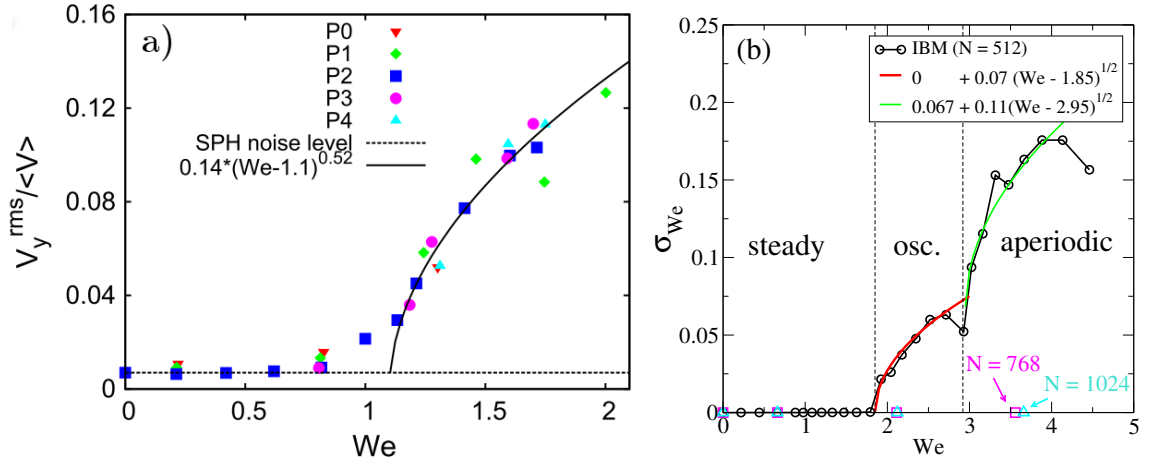 a)
0.16
0.12
0.08
0.04
0
V_y^rms/<V>
P0
P1
P2
P3
P4
SPH noise level
0.14*(We-1.1)^0.52
0 0.5 1 1.5 2
We
(b)
IBM (N = 512)
0 + 0.07 (We - 1.85)^1/2
0.067 + 0.11(We - 2.95)^1/2
0.25
0.2
0.15
0.1
0.05
0
σ_We
steady
osc.
aperiodic
N = 768
N = 1024
0 1 2 3 4 5
We